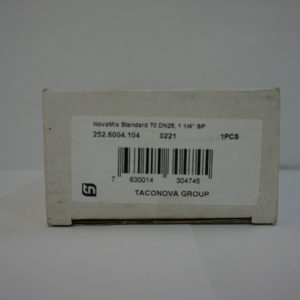 NovaMix Standard 70 DN25, 1 1/4" SP
252.6004.104 0221 1PCS
7 630014 304745
TACONOVA GROUP